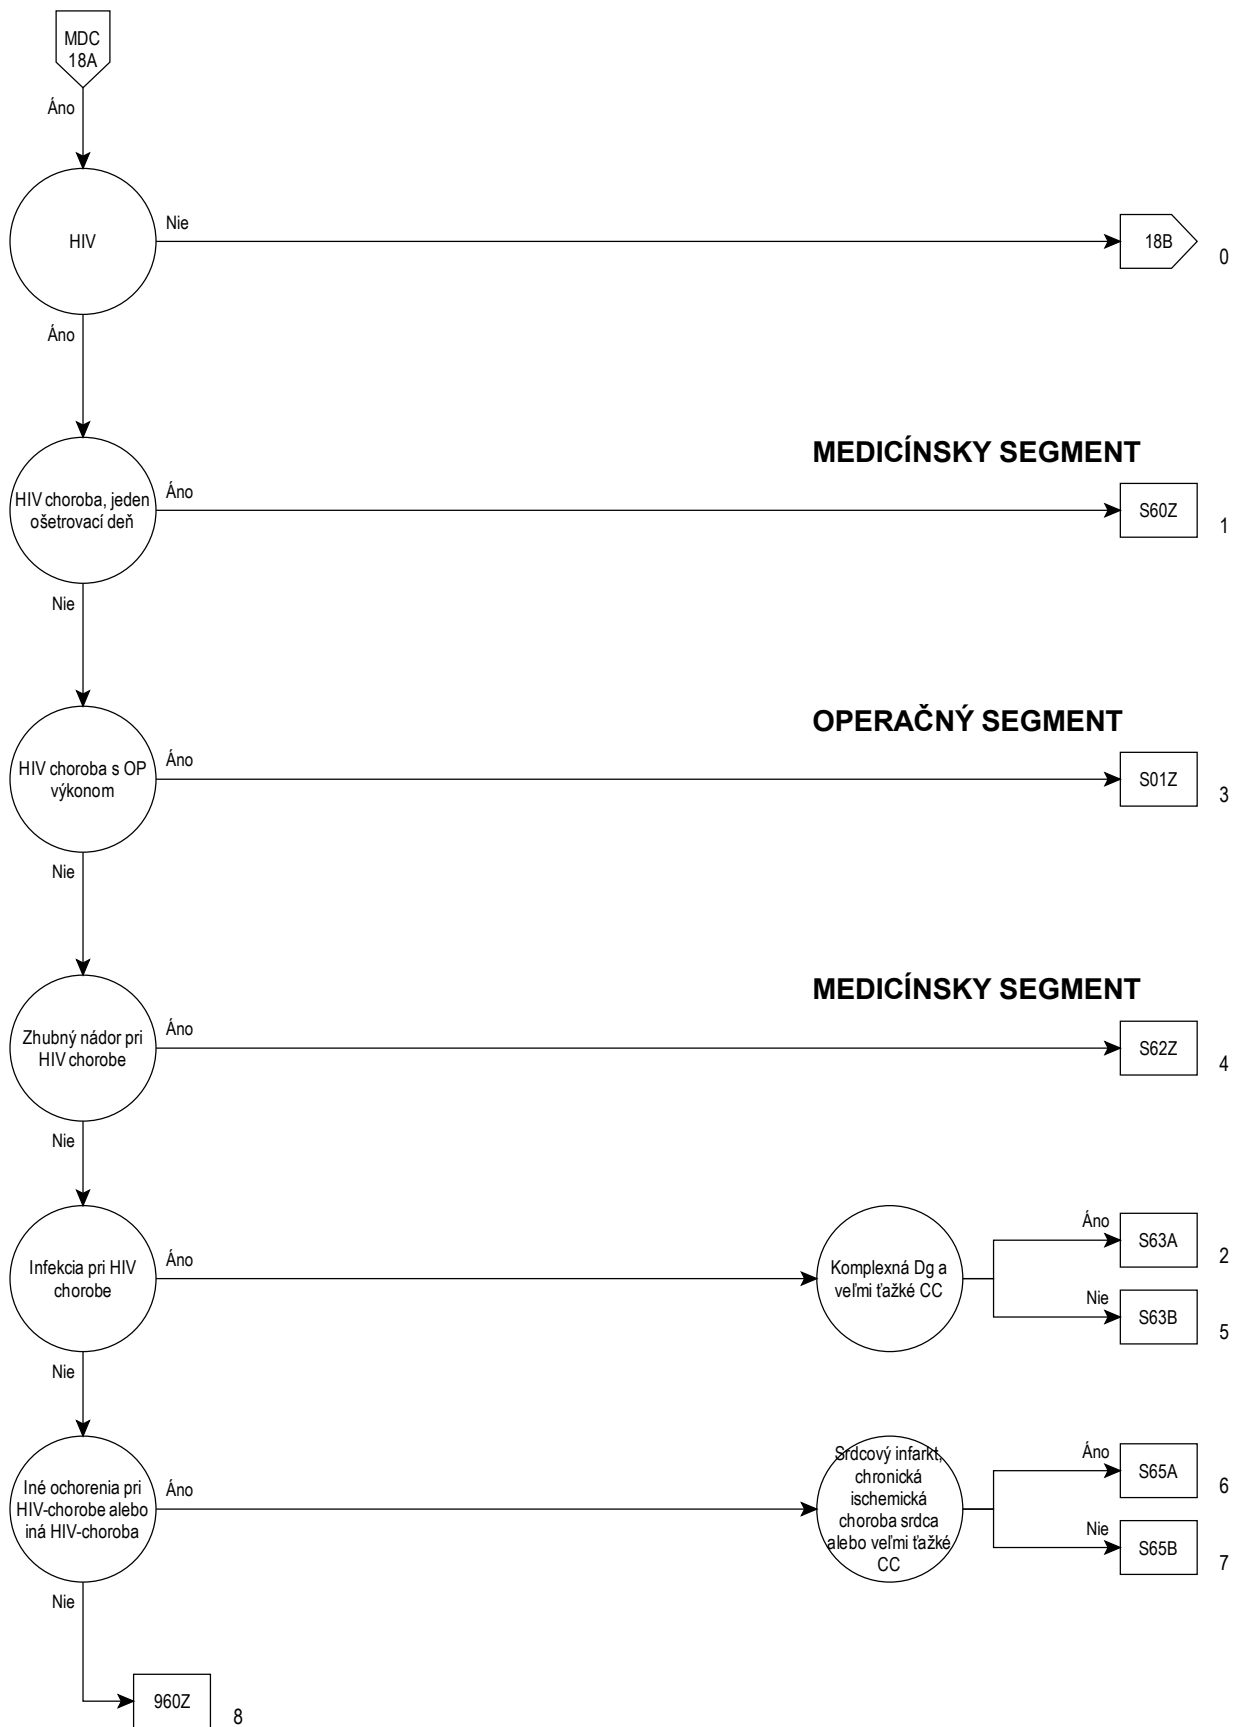 MDC
18A
Áno
HIV
Nie
18B
0
Áno
MEDICÍNSKY SEGMENT
HIV choroba, jeden
ošetrovací deň
Áno
S60Z
1
Nie
OPERAČNÝ SEGMENT
HIV choroba s OP
výkonom
Áno
S01Z
3
Nie
MEDICÍNSKY SEGMENT
Zhubný nádor pri
HIV chorobe
Áno
S62Z
4
Nie
Infekcia pri HIV
chorobe
Áno
Komplexná Dg a
veľmi ťažké CC
Áno
S63A
2
Nie
S63B
5
Nie
Iné ochorenia pri
HIV-chorobe alebo
iná HIV-choroba
Áno
Srdcový infarkt,
chronická
ischemická
choroba srdca
alebo veľmi ťažké
CC
Áno
S65A
6
Nie
S65B
7
Nie
960Z
8